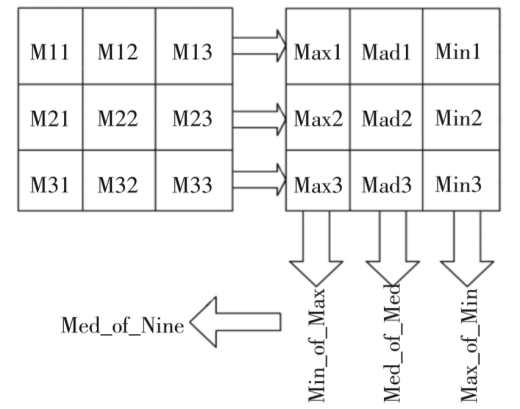 M11 M12 M13 Max1 Mad1 Min1
M21 M22 M23 Max2 Mad2 Min2
M31 M32 M33 Max3 Mad3 Min3
Med_of_Nine
Min_of_Max
Med_of_Med
Max_of_Min